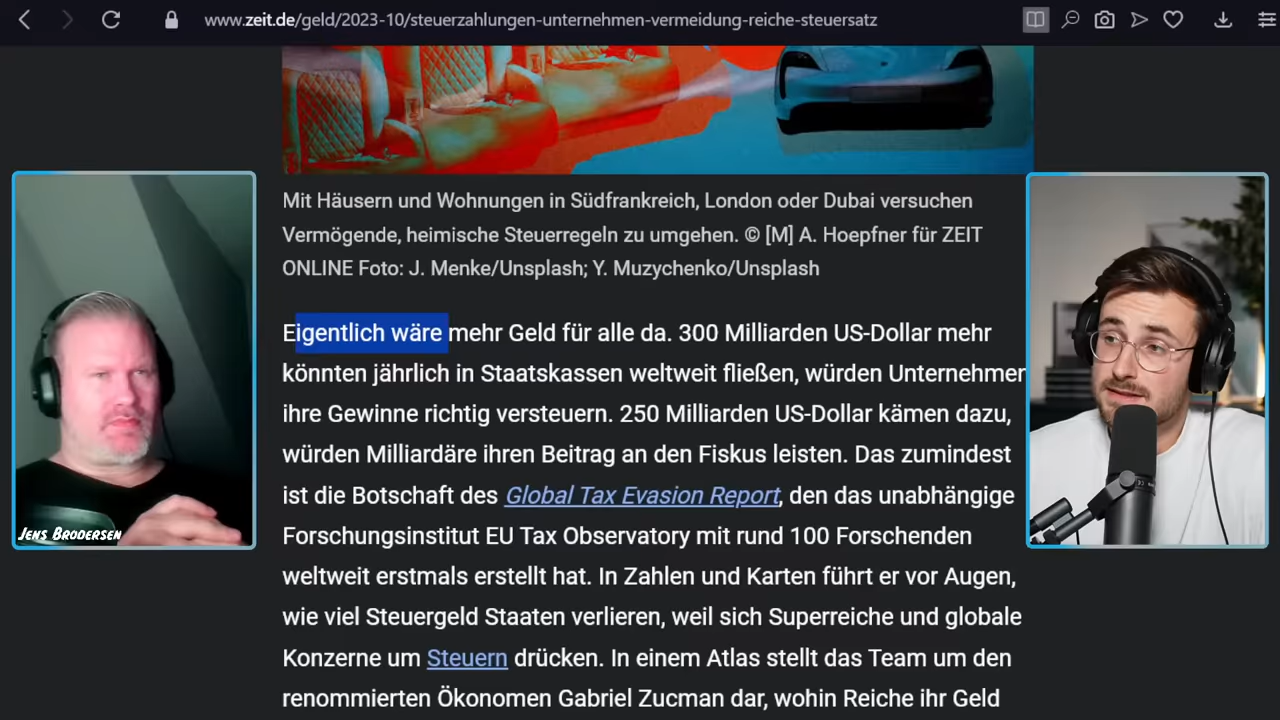 www.zeit.de/geld/2023-10/steuerzahlungen-unternehmen-vermeidung-reiche-steuersatz
Mit Häusern und Wohnungen in Südfrankreich, London oder Dubai versuchen
Vermögende, heimische Steuerregeln zu umgehen. © [M] A. Hoepfner für ZEIT
ONLINE Foto: J. Menke/Unsplash; Y. Muzychenko/Unsplash
Eigentlich wäre mehr Geld für alle da. 300 Milliarden US-Dollar mehr
könnten jährlich in Staatskassen weltweit fließen, würden Unternehmen
ihre Gewinne richtig versteuern. 250 Milliarden US-Dollar kämen dazu,
würden Milliardäre ihren Beitrag an den Fiskus leisten. Das zumindest
ist die Botschaft des Global Tax Evasion Report, den das unabhängige
Forschungsinstitut EU Tax Observatory mit rund 100 Forschenden
weltweit erstmals erstellt hat. In Zahlen und Karten führt er vor Augen,
wie viel Steuergeld Staaten verlieren, weil sich Superreiche und globale
Konzerne um Steuern drücken. In einem Atlas stellt das Team um den
renommierten Ökonomen Gabriel Zucman dar, wohin Reiche ihr Geld
Jens Brodersen